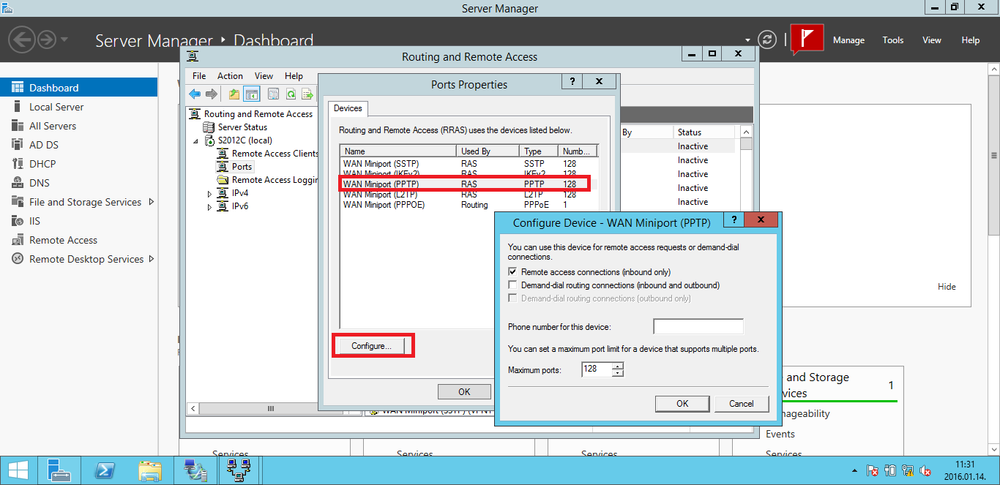 Server Manager
Server Manager ‣ Dashboard
Manage
Tools
View
Help
Dashboard
Local Server
All Servers
AD DS
DHCP
DNS
File and Storage Services
IIS
Remote Access
Remote Desktop Services
Routing and Remote Access
File Action View Help
Routing and Remote Access
Server Status
S2012C (local)
Remote Access Clients
Ports
Remote Access Loggin
IPv4
IPv6
By
Status
Inactive
Inactive
Inactive
Inactive
Inactive
Ports Properties
?
Devices
Routing and Remote Access (RRAS) uses the devices listed below.
Name Used By Type Numb...
WAN Miniport (SSTP) RAS SSTP 128
WAN Miniport (IKEv2) RAS IKEv2 128
WAN Miniport (PPTP) RAS PPTP 128
WAN Miniport (L2TP) RAS L2TP 128
WAN Miniport (PPPOE) Routing PPPoE 1
Configure...
OK
WAN Miniport (SSTP) (VPN1
Configure Device - WAN Miniport (PPTP)
?
You can use this device for remote access requests or demand-dial
connections.
Remote access connections (inbound only)
Demand-dial routing connections (inbound and outbound)
Demand-dial routing connections (outbound only)
Phone number for this device:
You can set a maximum port limit for a device that supports multiple ports.
Maximum ports: 128
OK Cancel
Hide
and Storage 1
vices
nageability
Events
Services
Services
Services
Services
11:31
2016.01.14.